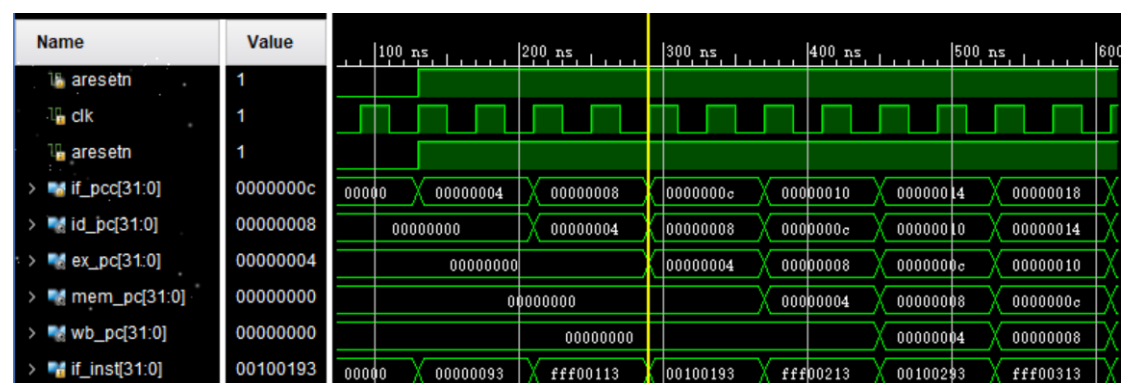 Name Value 100 ns 200 ns 300 ns 400 ns 500 ns 600
aresetn 1
clk 1
aresetn 1
if_pcc[31:0] 0000000c 00000 00000004 00000008 0000000c 00000010 00000014 00000018
id_pc[31:0] 00000008 00000000 00000004 00000008 0000000c 00000010 00000014
ex_pc[31:0] 00000004 00000000 00000004 00000008 0000000c 00000010
mem_pc[31:0] 00000000 00000000 00000004 00000008 0000000c
wb_pc[31:0] 00000000 00000000 00000004 00000008
if_inst[31:0] 00100193 00000 00000093 fff00113 00100193 fff00213 00100293 fff00313